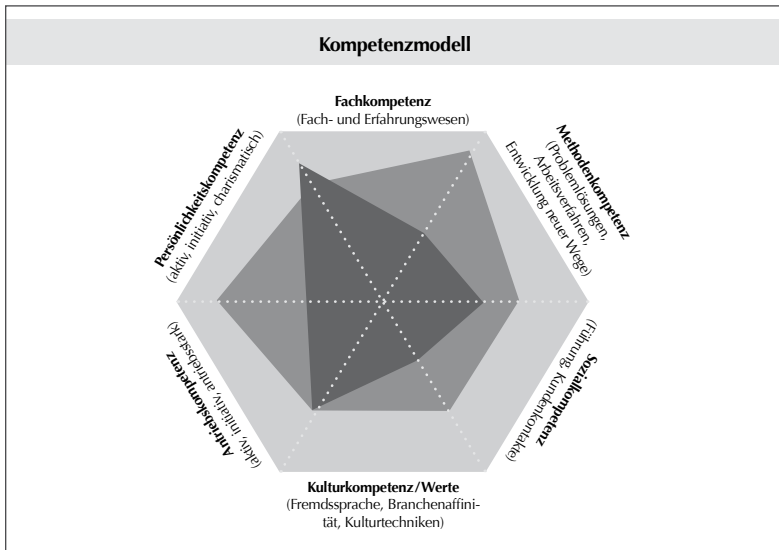 Kompetenzmodell
Fachkompetenz
(Fach- und Erfahrungswesen)
Methodenkompetenz
(Problemlösungen,
Arbeitsverfahren,
Entwicklung neuer Wege)
Sozialkompetenz
(Führung, Kundenkontakte)
Kulturkompetenz/Werte
(Fremdssprache, Branchenaffini-
tät, Kulturtechniken)
Antriebskompetenz
(aktiv, initiativ, antriebsstark)
Persönlichkeitskompetenz
(aktiv, initiativ, charismatisch)